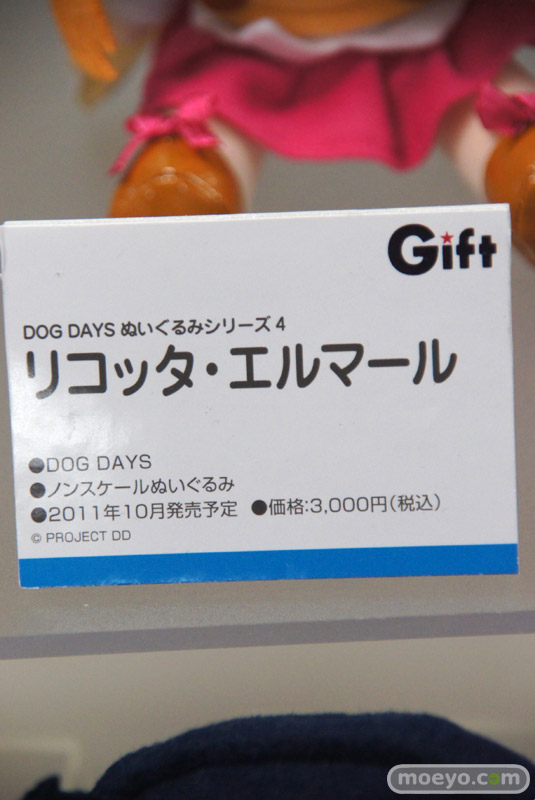 Gift
DOG DAYS ぬいぐるみシリーズ 4
リコッタ・エルマール
●DOG DAYS
●ノンスケールぬいぐるみ
●2011年10月発売予定 ●価格:3,000円(税込)
© PROJECT DD
moeyo.com